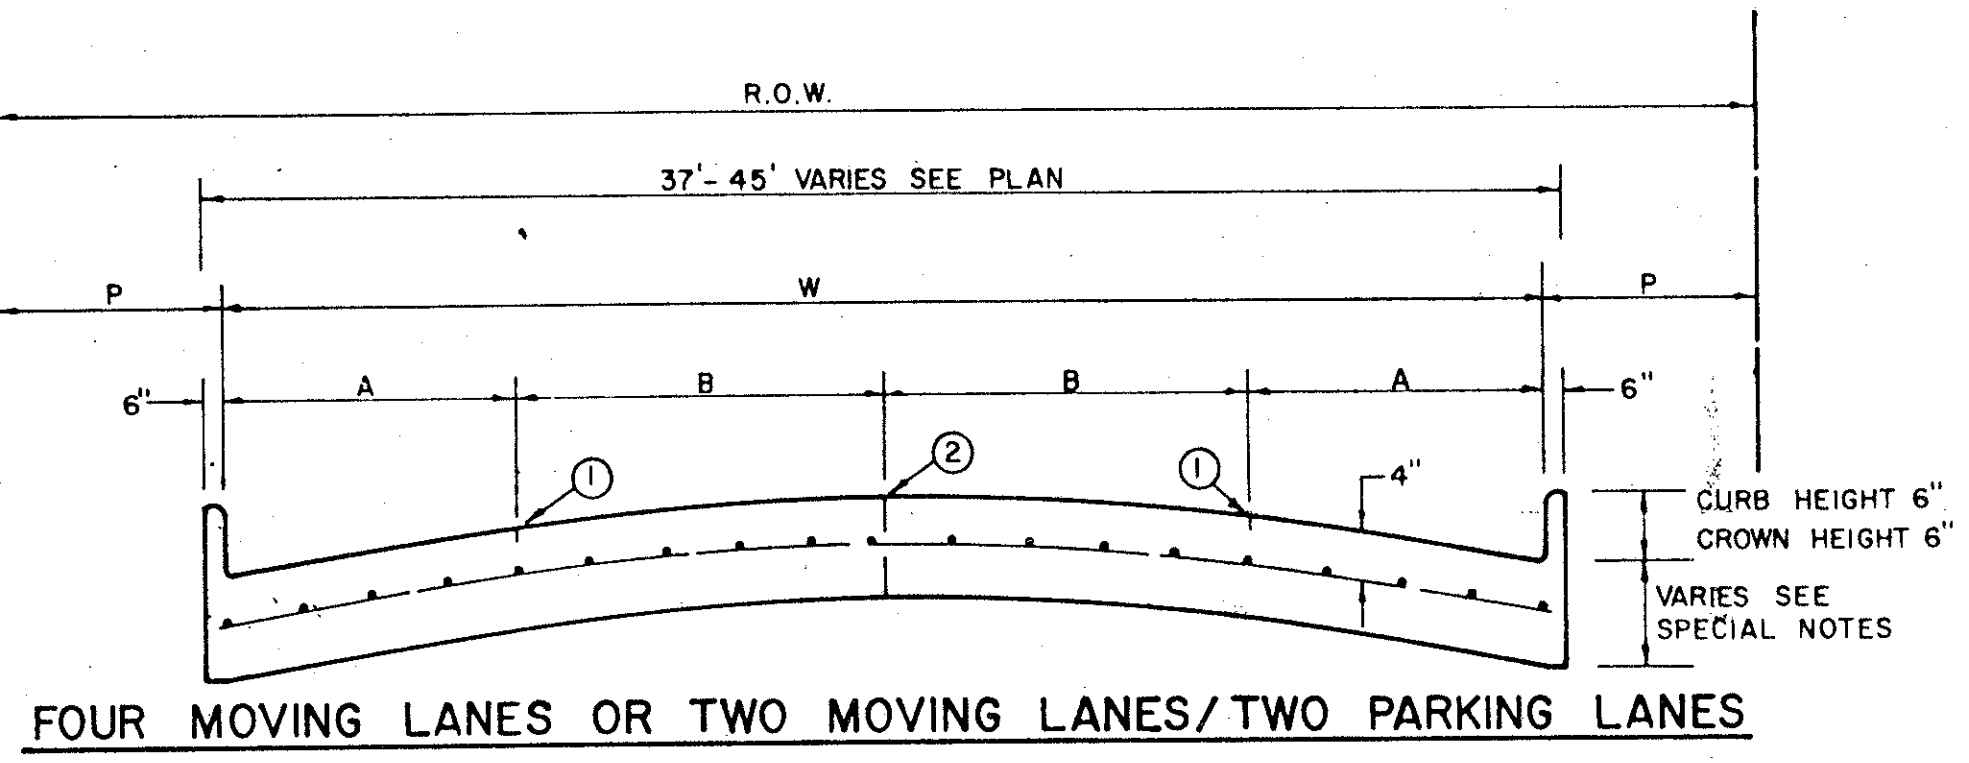 R.O.W.
37'-45' VARIES SEE PLAN
P
W
P
6"
A
B
B
A
6"
1
2
1
4"
CURB HEIGHT 6"
CROWN HEIGHT 6"
VARIES SEE
SPECIAL NOTES
FOUR MOVING LANES OR TWO MOVING LANES/TWO PARKING LANES